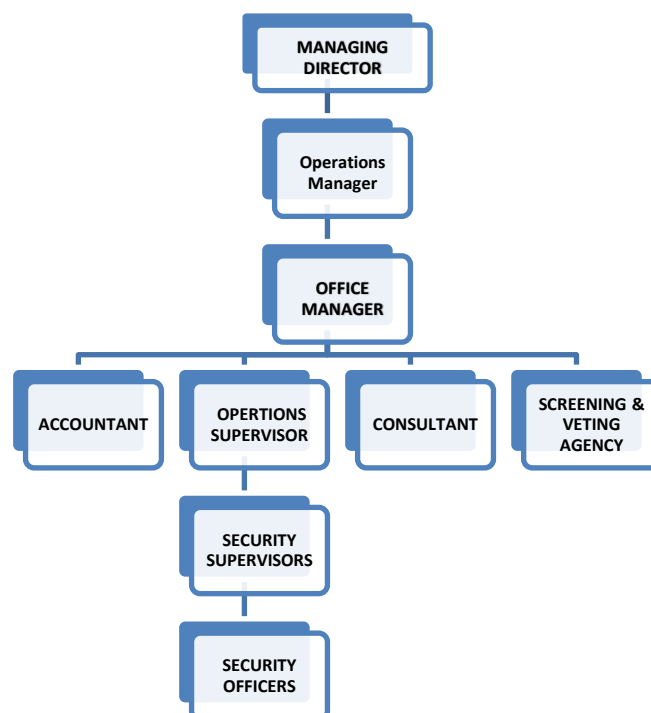 MANAGING
DIRECTOR
Operations
Manager
OFFICE
MANAGER
ACCOUNTANT
OPERTIONS
SUPERVISOR
CONSULTANT
SCREENING &
VETING
AGENCY
SECURITY
SUPERVISORS
SECURITY
OFFICERS